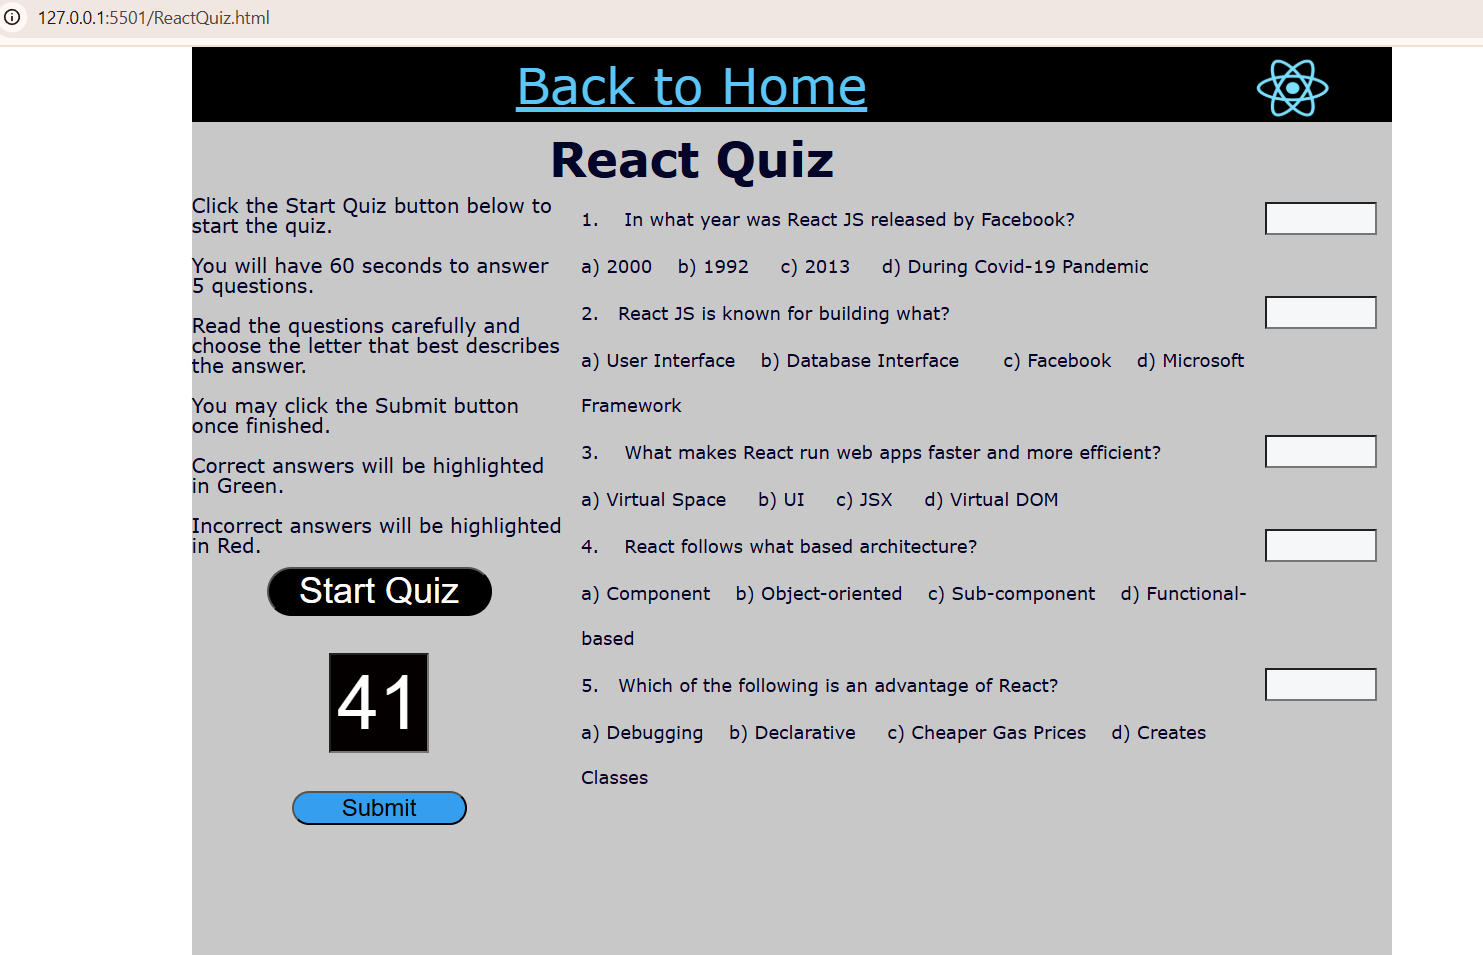 127.0.0.1:5501/ReactQuiz.html
Back to Home
React Quiz
Click the Start Quiz button below to
start the quiz.
You will have 60 seconds to answer
5 questions.
Read the questions carefully and
choose the letter that best describes
the answer.
You may click the Submit button
once finished.
Correct answers will be highlighted
in Green.
Incorrect answers will be highlighted
in Red.
Start Quiz
41
Submit
1. In what year was React JS released by Facebook?
a) 2000 b) 1992 c) 2013 d) During Covid-19 Pandemic
2. React JS is known for building what?
a) User Interface b) Database Interface c) Facebook d) Microsoft
Framework
3. What makes React run web apps faster and more efficient?
a) Virtual Space b) UI c) JSX d) Virtual DOM
4. React follows what based architecture?
a) Component b) Object-oriented c) Sub-component d) Functional-
based
5. Which of the following is an advantage of React?
a) Debugging b) Declarative c) Cheaper Gas Prices d) Creates
Classes